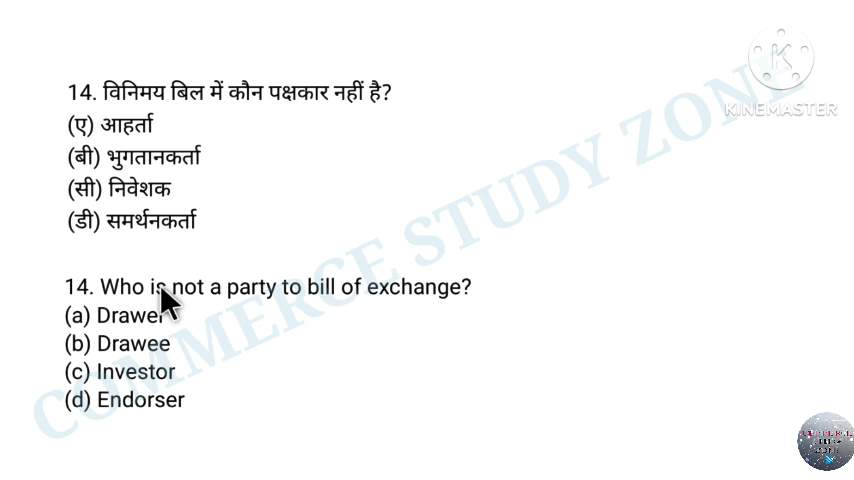 KINEMASTER
14. विनिमय बिल में कौन पक्षकार नहीं है?
(ए) आहर्ता
(बी) भुगतानकर्ता
(सी) निवेशक
(डी) समर्थनकर्ता
COMMERCE STUDY ZONE
14. Who is not a party to bill of exchange?
(a) Drawer
(b) Drawee
(c) Investor
(d) Endorser